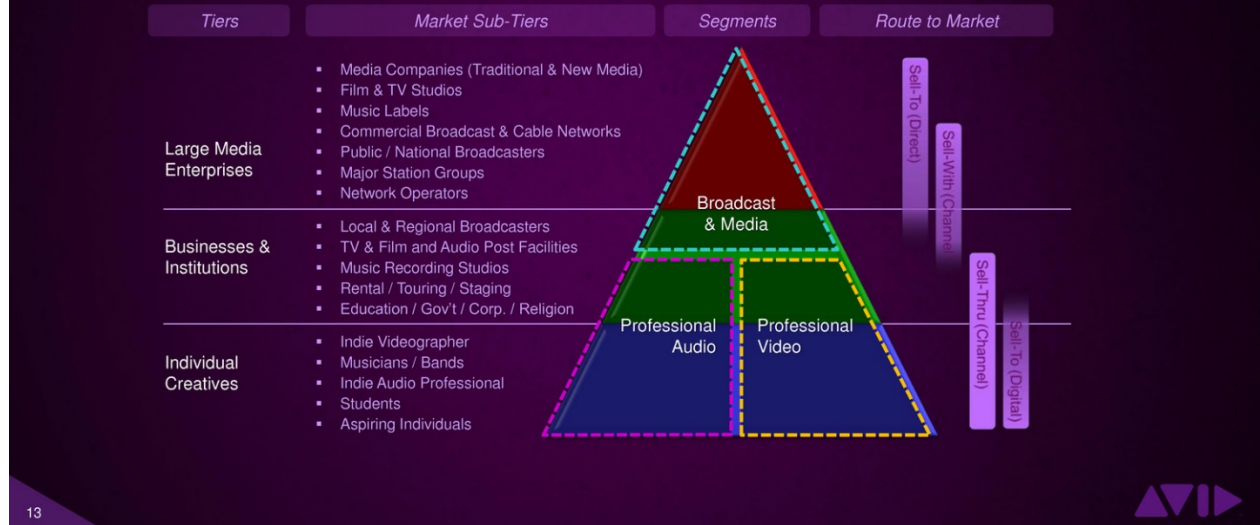 Tiers
Market Sub-Tiers
Segments
Route to Market
Large Media
Enterprises
▪ Media Companies (Traditional & New Media)
▪ Film & TV Studios
▪ Music Labels
▪ Commercial Broadcast & Cable Networks
▪ Public / National Broadcasters
▪ Major Station Groups
▪ Network Operators
Businesses &
Institutions
▪ Local & Regional Broadcasters
▪ TV & Film and Audio Post Facilities
▪ Music Recording Studios
▪ Rental / Touring / Staging
▪ Education / Gov't / Corp. / Religion
Individual
Creatives
▪ Indie Videographer
▪ Musicians / Bands
▪ Indie Audio Professional
▪ Students
▪ Aspiring Individuals
Broadcast
& Media
Professional
Audio
Professional
Video
Sell-To (Direct)
Sell-With (Channel
Sell-Thru (Channel)
Sell-To (Digital)
13
AVID